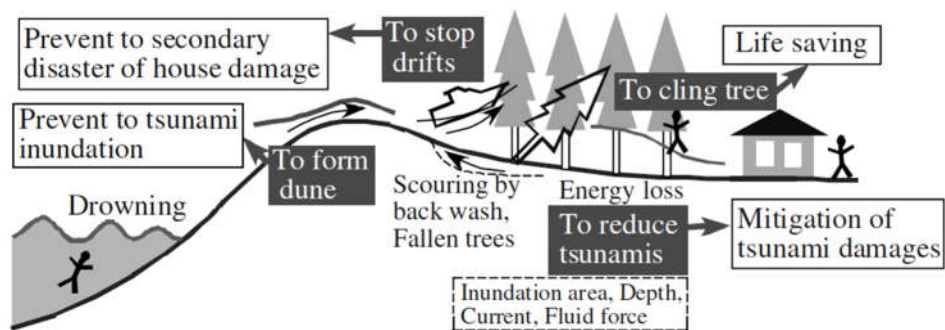 Prevent to secondary
disaster of house damage
To stop
drifts
Life saving
To cling tree
Prevent to tsunami
inundation
To form
dune
Drowning
Scouring by
back wash,
Fallen trees
Energy loss
To reduce
tsunamis
Mitigation of
tsunami damages
Inundation area, Depth,
Current, Fluid force